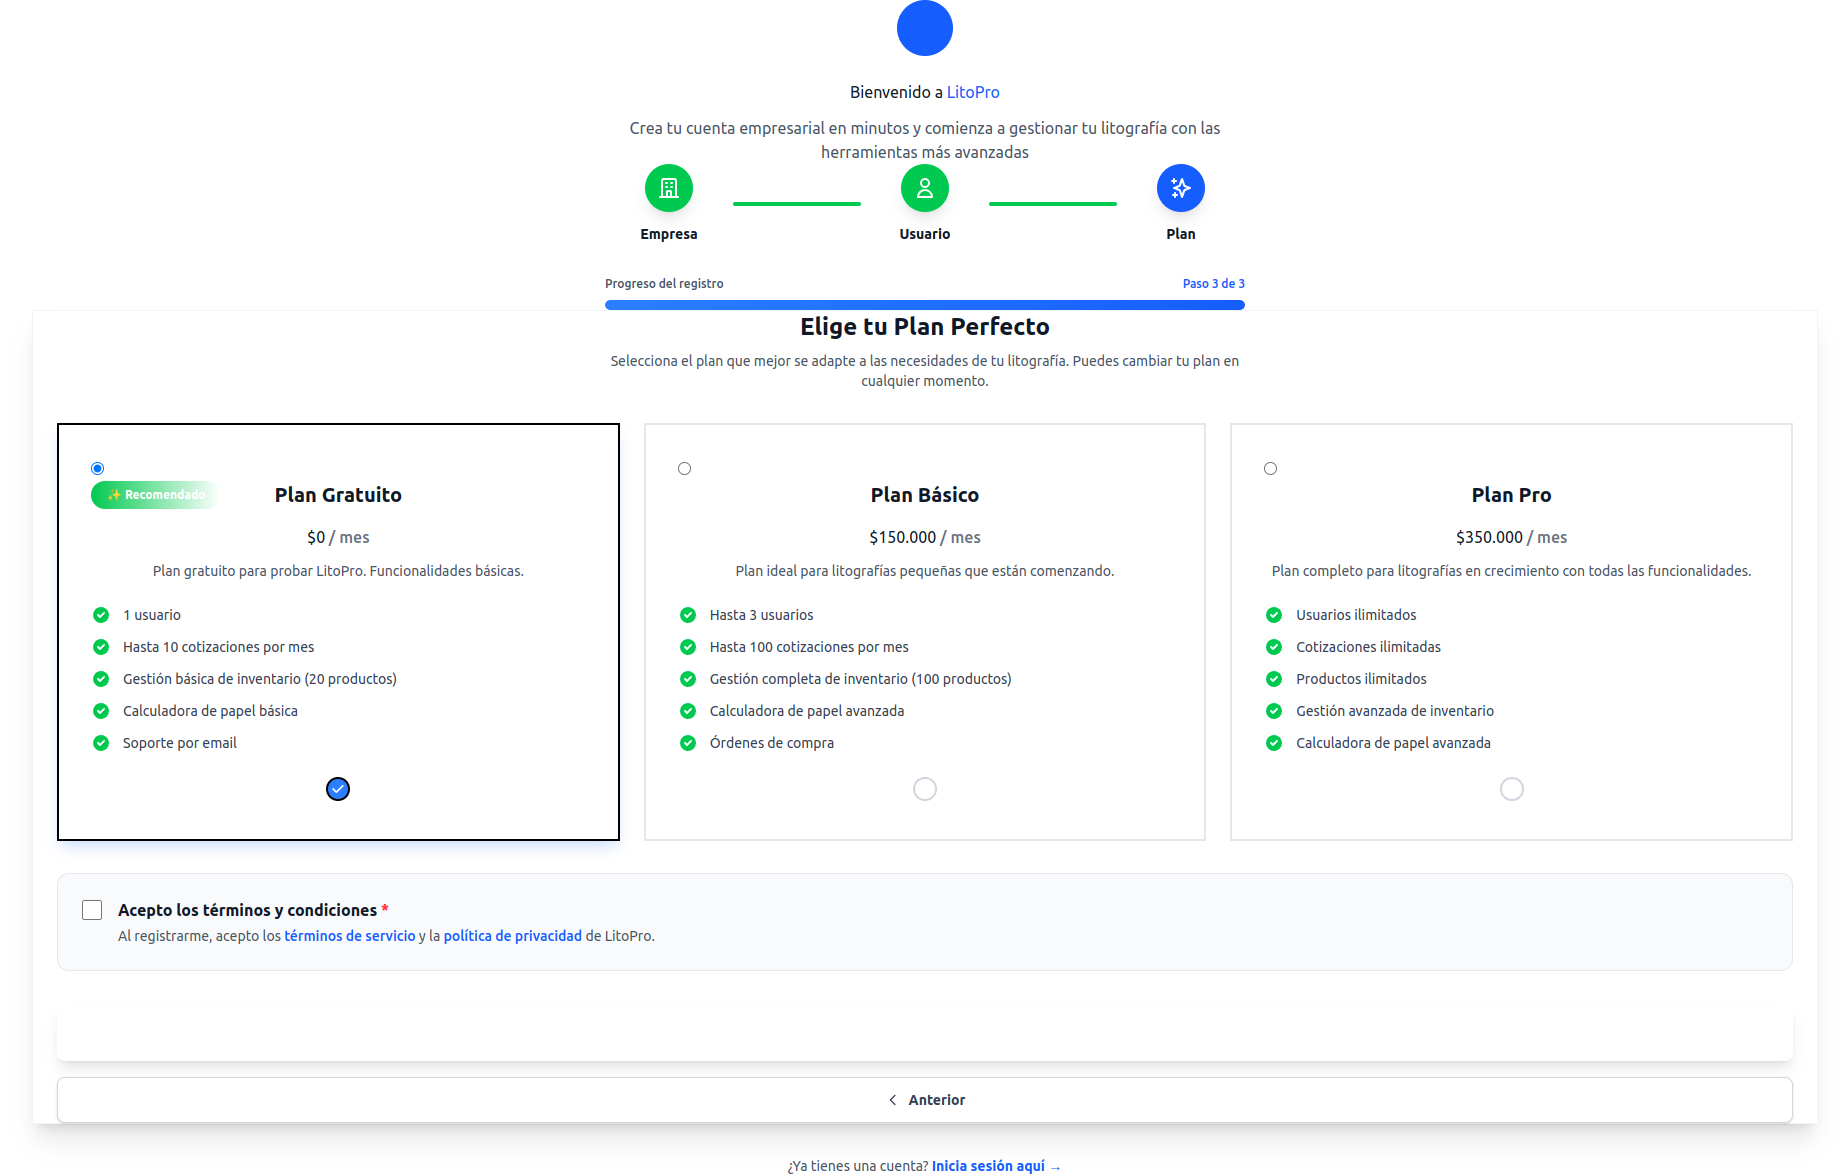 Bienvenido a LitoPro
Crea tu cuenta empresarial en minutos y comienza a gestionar tu litografía con las
herramientas más avanzadas
Empresa
Usuario
Plan
Progreso del registro
Paso 3 de 3
Elige tu Plan Perfecto
Selecciona el plan que mejor se adapte a las necesidades de tu litografía. Puedes cambiar tu plan en
cualquier momento.
✨ Recomendado
Plan Gratuito
$0 / mes
Plan gratuito para probar LitoPro. Funcionalidades básicas.
1 usuario
Hasta 10 cotizaciones por mes
Gestión básica de inventario (20 productos)
Calculadora de papel básica
Soporte por email
Plan Básico
$150.000 / mes
Plan ideal para litografías pequeñas que están comenzando.
Hasta 3 usuarios
Hasta 100 cotizaciones por mes
Gestión completa de inventario (100 productos)
Calculadora de papel avanzada
Órdenes de compra
Plan Pro
$350.000 / mes
Plan completo para litografías en crecimiento con todas las funcionalidades.
Usuarios ilimitados
Cotizaciones ilimitadas
Productos ilimitados
Gestión avanzada de inventario
Calculadora de papel avanzada
Acepto los términos y condiciones *
Al registrarme, acepto los términos de servicio y la política de privacidad de LitoPro.
Anterior
¿Ya tienes una cuenta? Inicia sesión aquí →